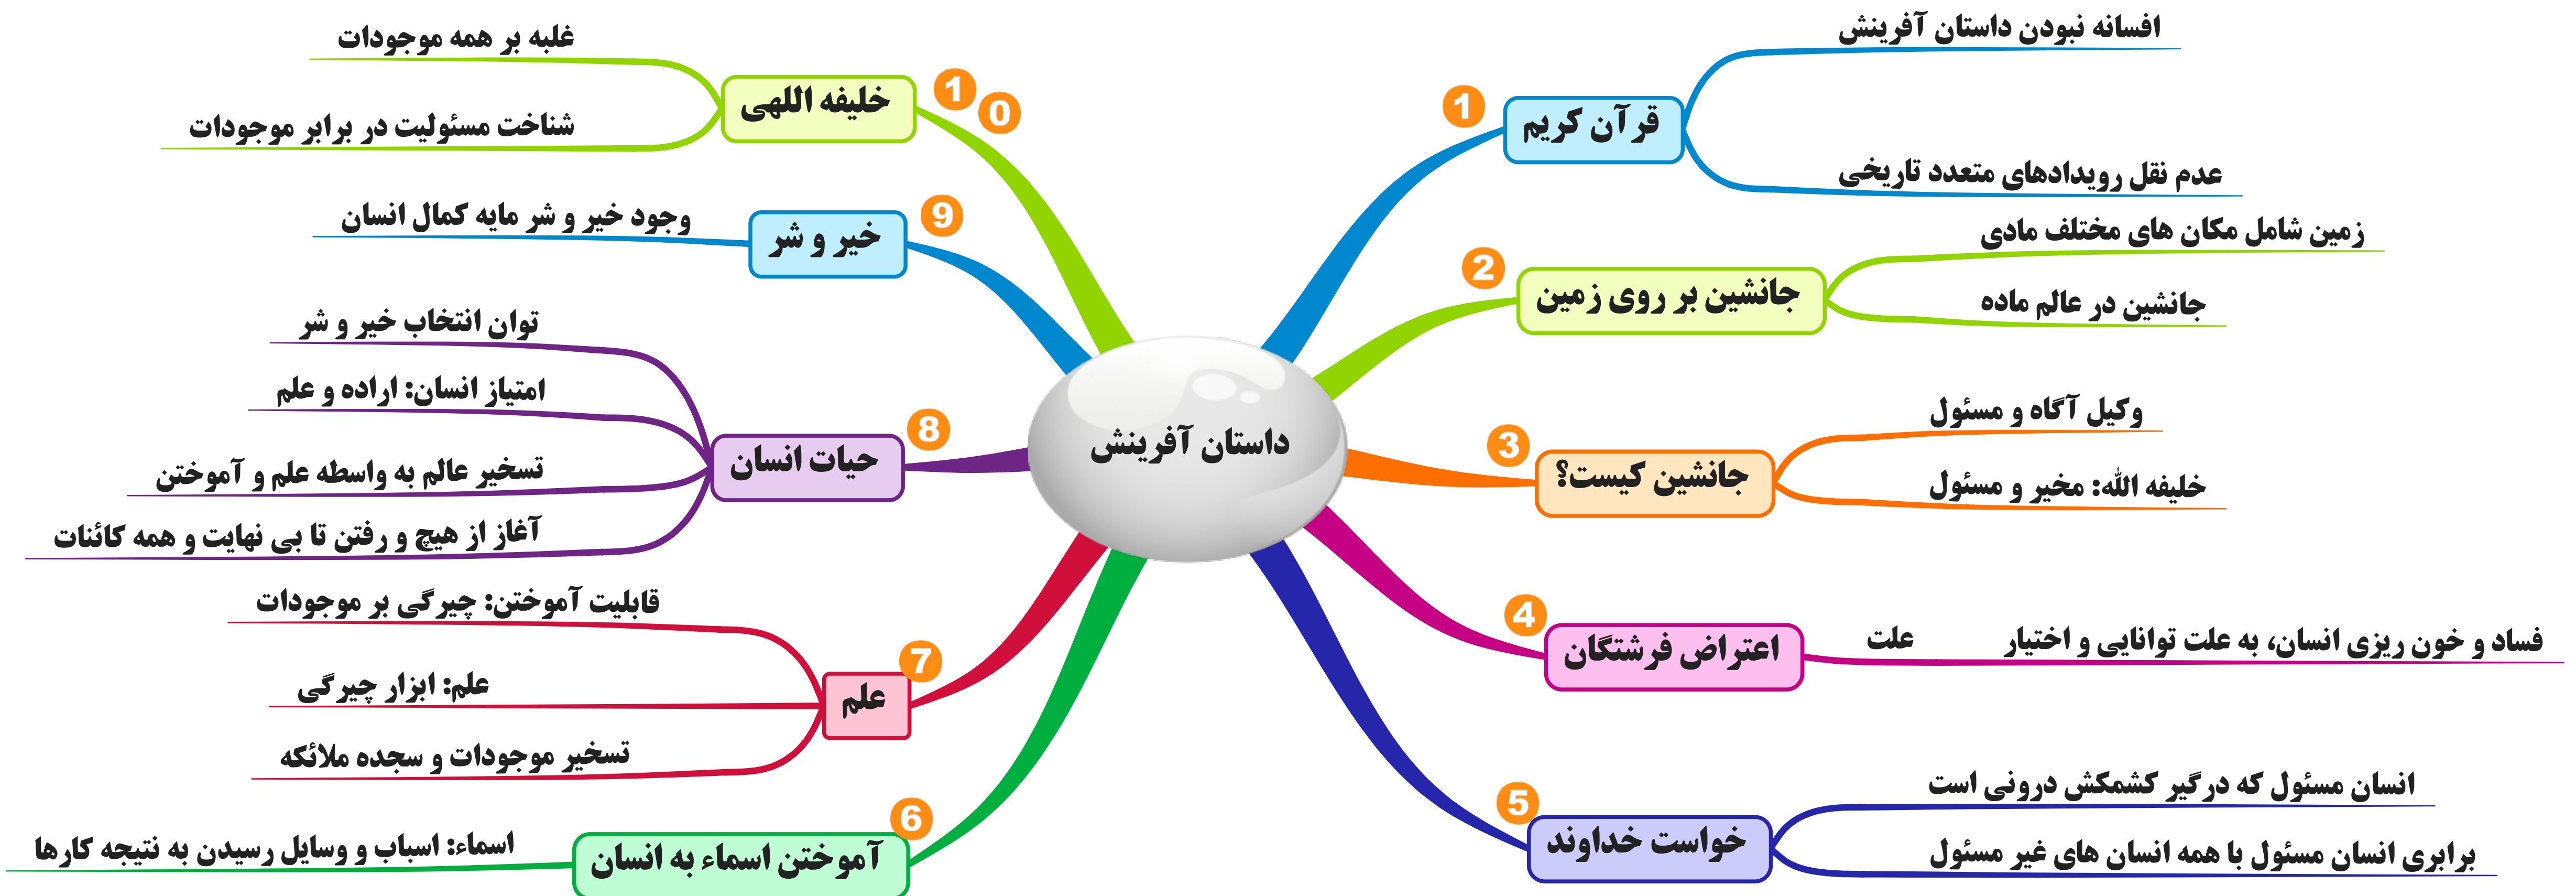 داستان آفرینش
1
قرآن کریم
افسانه نبودن داستان آفرینش
عدم نقل رویدادهای متعدد تاریخی
2
جانشین بر روی زمین
زمین شامل مکان های مختلف مادی
جانشین در عالم ماده
3
جانشین کیست؟
وکیل آگاه و مسئول
خلیفه الله: مخیر و مسئول
4
اعتراض فرشتگان
علت
فساد و خون ریزی انسان، به علت توانایی و اختیار
5
خواست خداوند
انسان مسئول که درگیر کشمکش درونی است
برابری انسان مسئول با همه انسان های غیر مسئول
6
آموختن اسماء به انسان
اسماء: اسباب و وسایل رسیدن به نتیجه کارها
7
علم
قابلیت آموختن: چیرگی بر موجودات
علم: ابزار چیرگی
تسخیر موجودات و سجده ملائکه
8
حیات انسان
توان انتخاب خیر و شر
امتیاز انسان: اراده و علم
تسخیر عالم به واسطه علم و آموختن
آغاز از هیچ و رفتن تا بی نهایت و همه کائنات
9
خیر و شر
وجود خیر و شر مایه کمال انسان
10
خلیفه اللهی
غلبه بر همه موجودات
شناخت مسئولیت در برابر موجودات